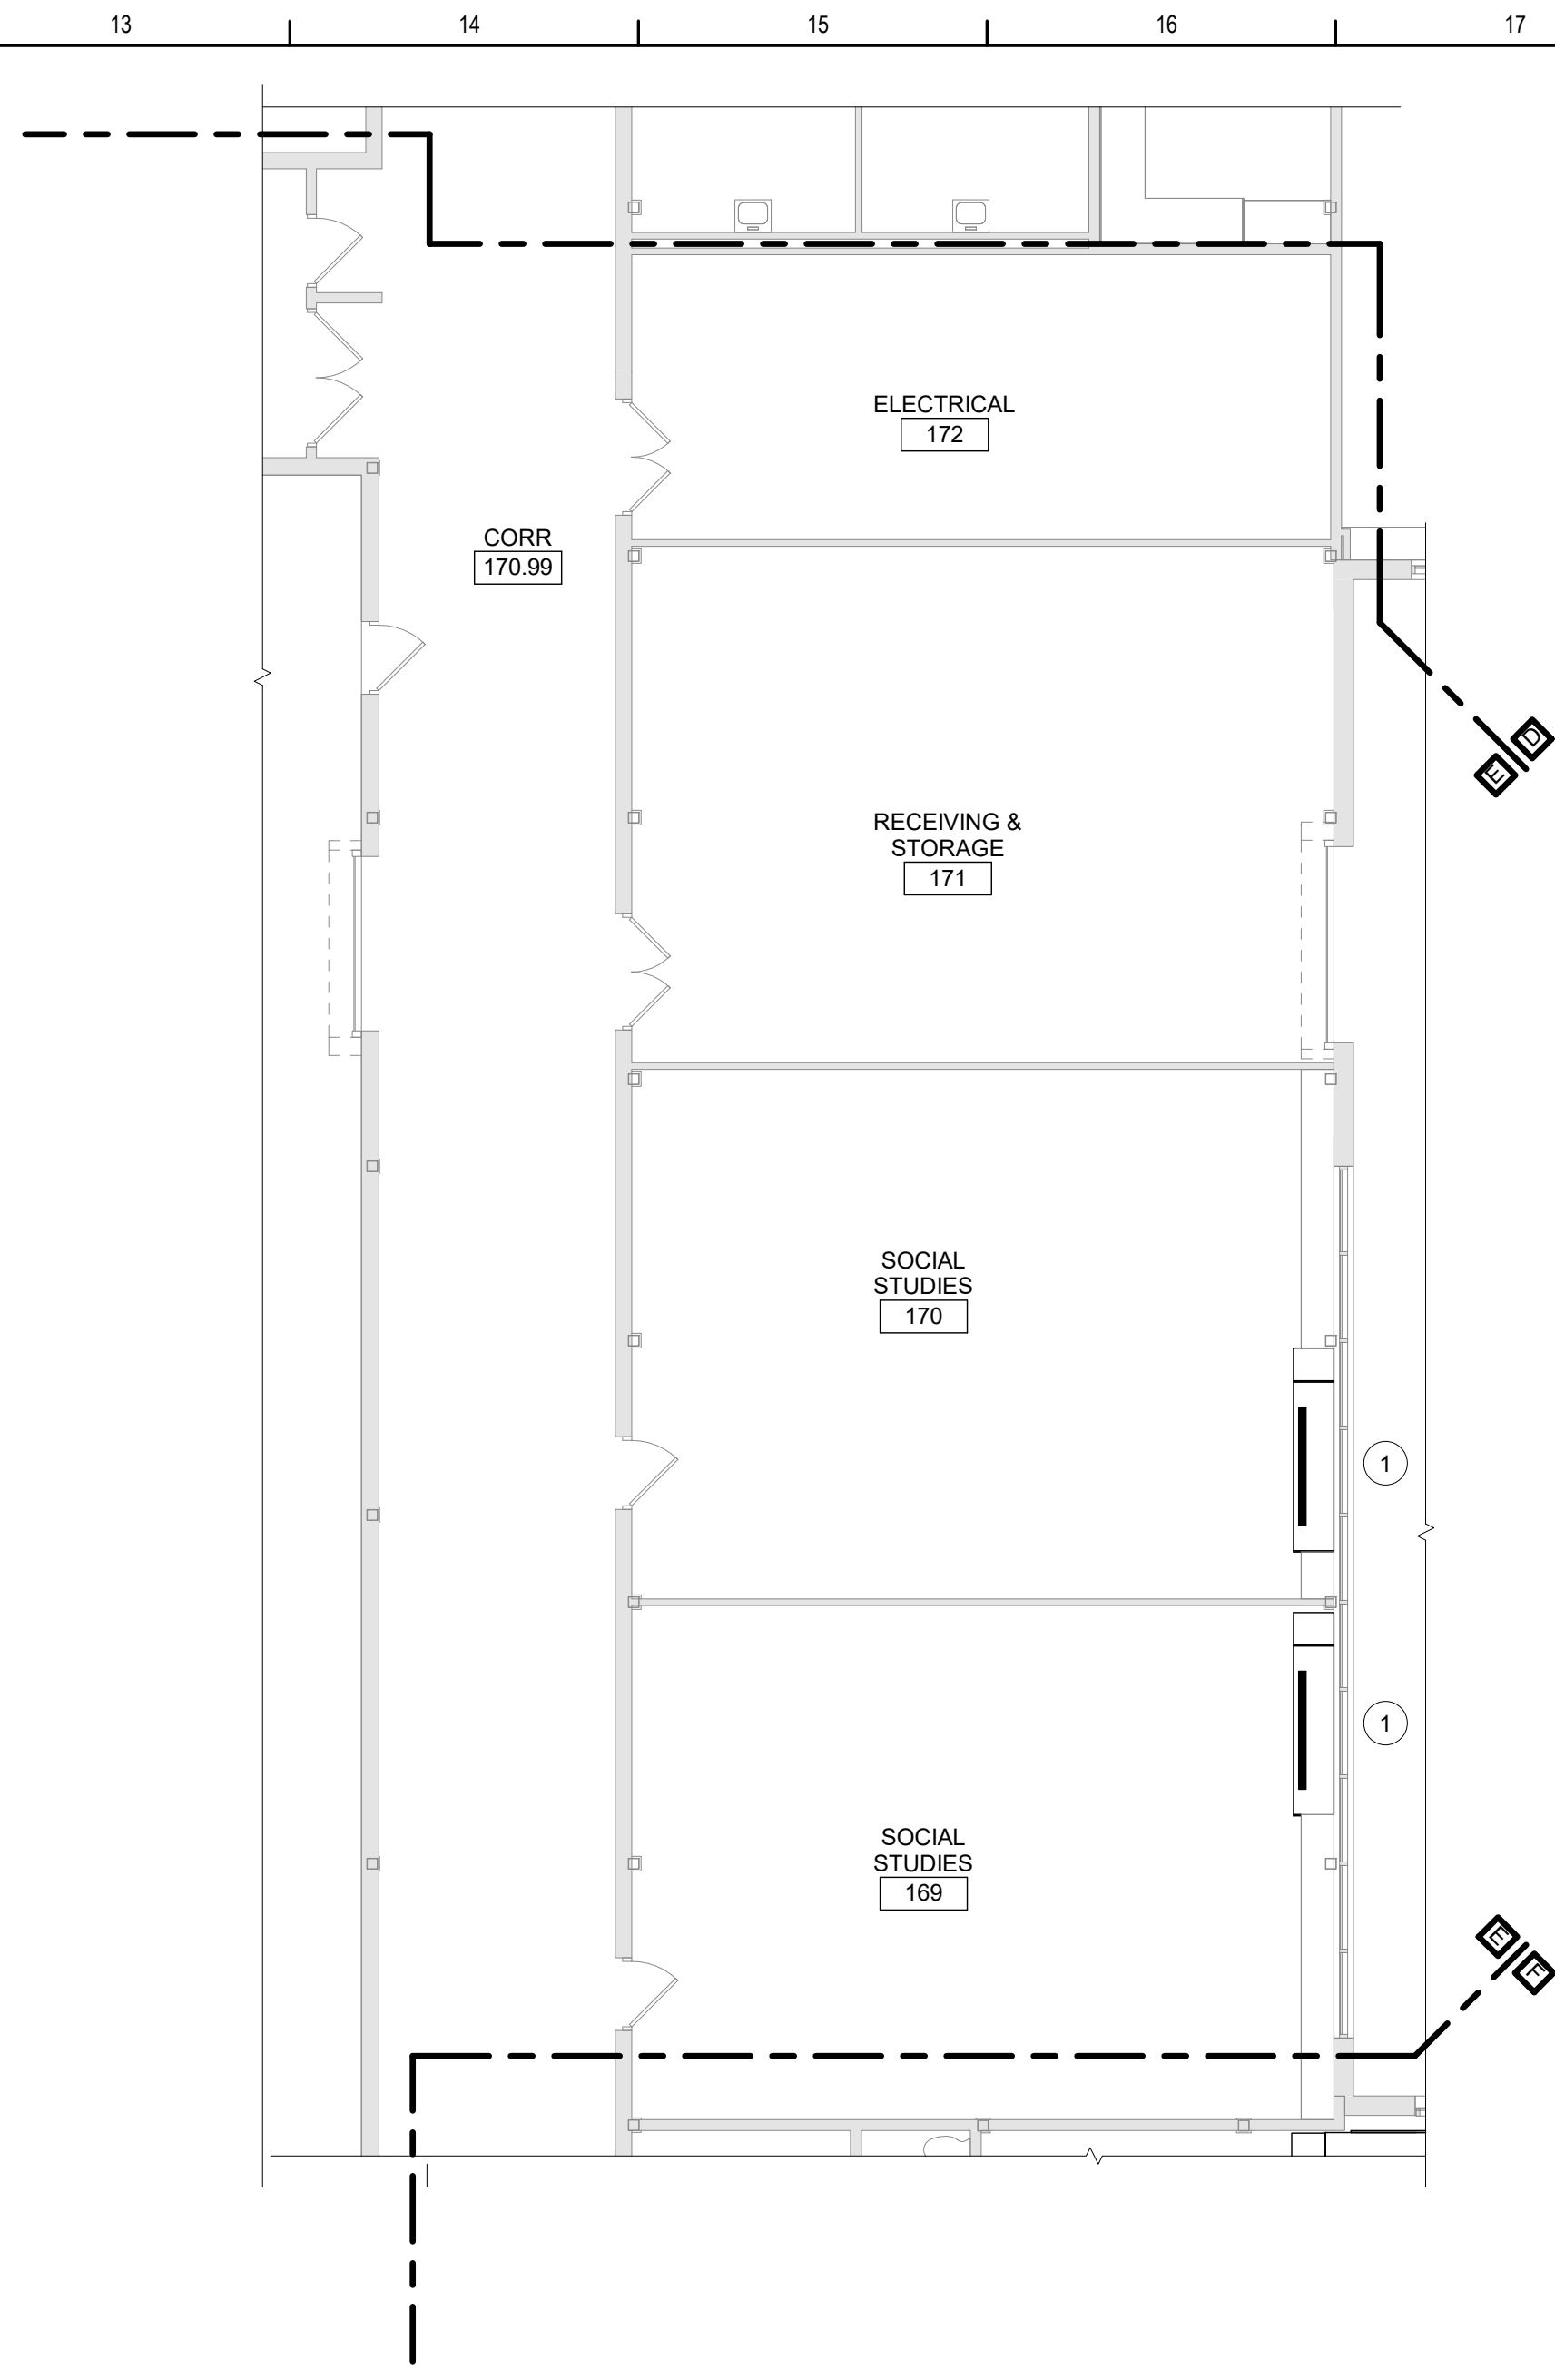 13
14
15
16
17
ELECTRICAL
172
CORR
170.99
D
E
RECEIVING &
STORAGE
171
SOCIAL
STUDIES
170
1
1
SOCIAL
STUDIES
169
E
F